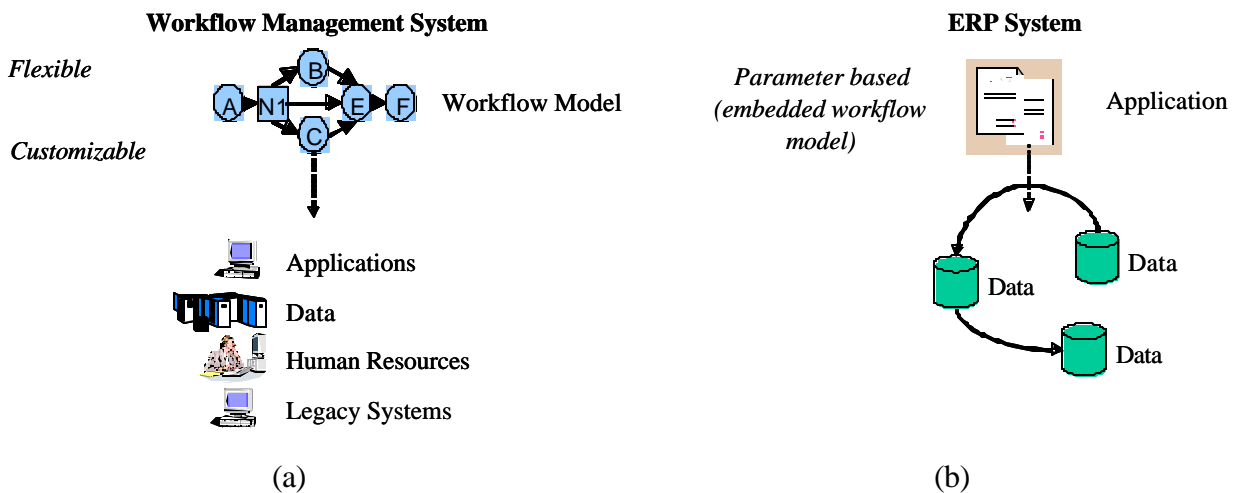 Workflow Management System
Flexible
Customizable
A
N1
B
C
E
F
Workflow Model
Applications
Data
Human Resources
Legacy Systems
(a)
ERP System
Parameter based
(embedded workflow
model)
Application
Data
Data
Data
(b)